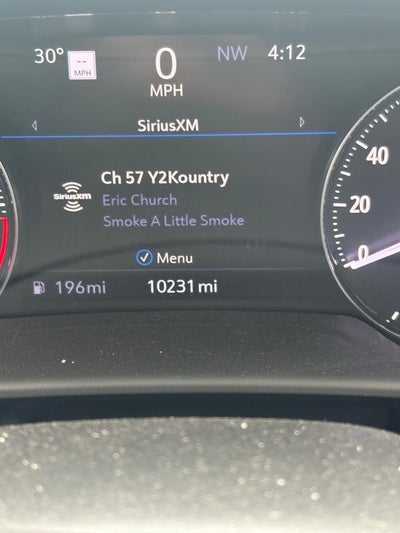 30° 0 NW 4:12
-- MPH
MPH
SiriusXM
Ch 57 Y2Kountry
SiriusXM
Eric Church
Smoke A Little Smoke
Menu
196mi 10231mi
40
20
0